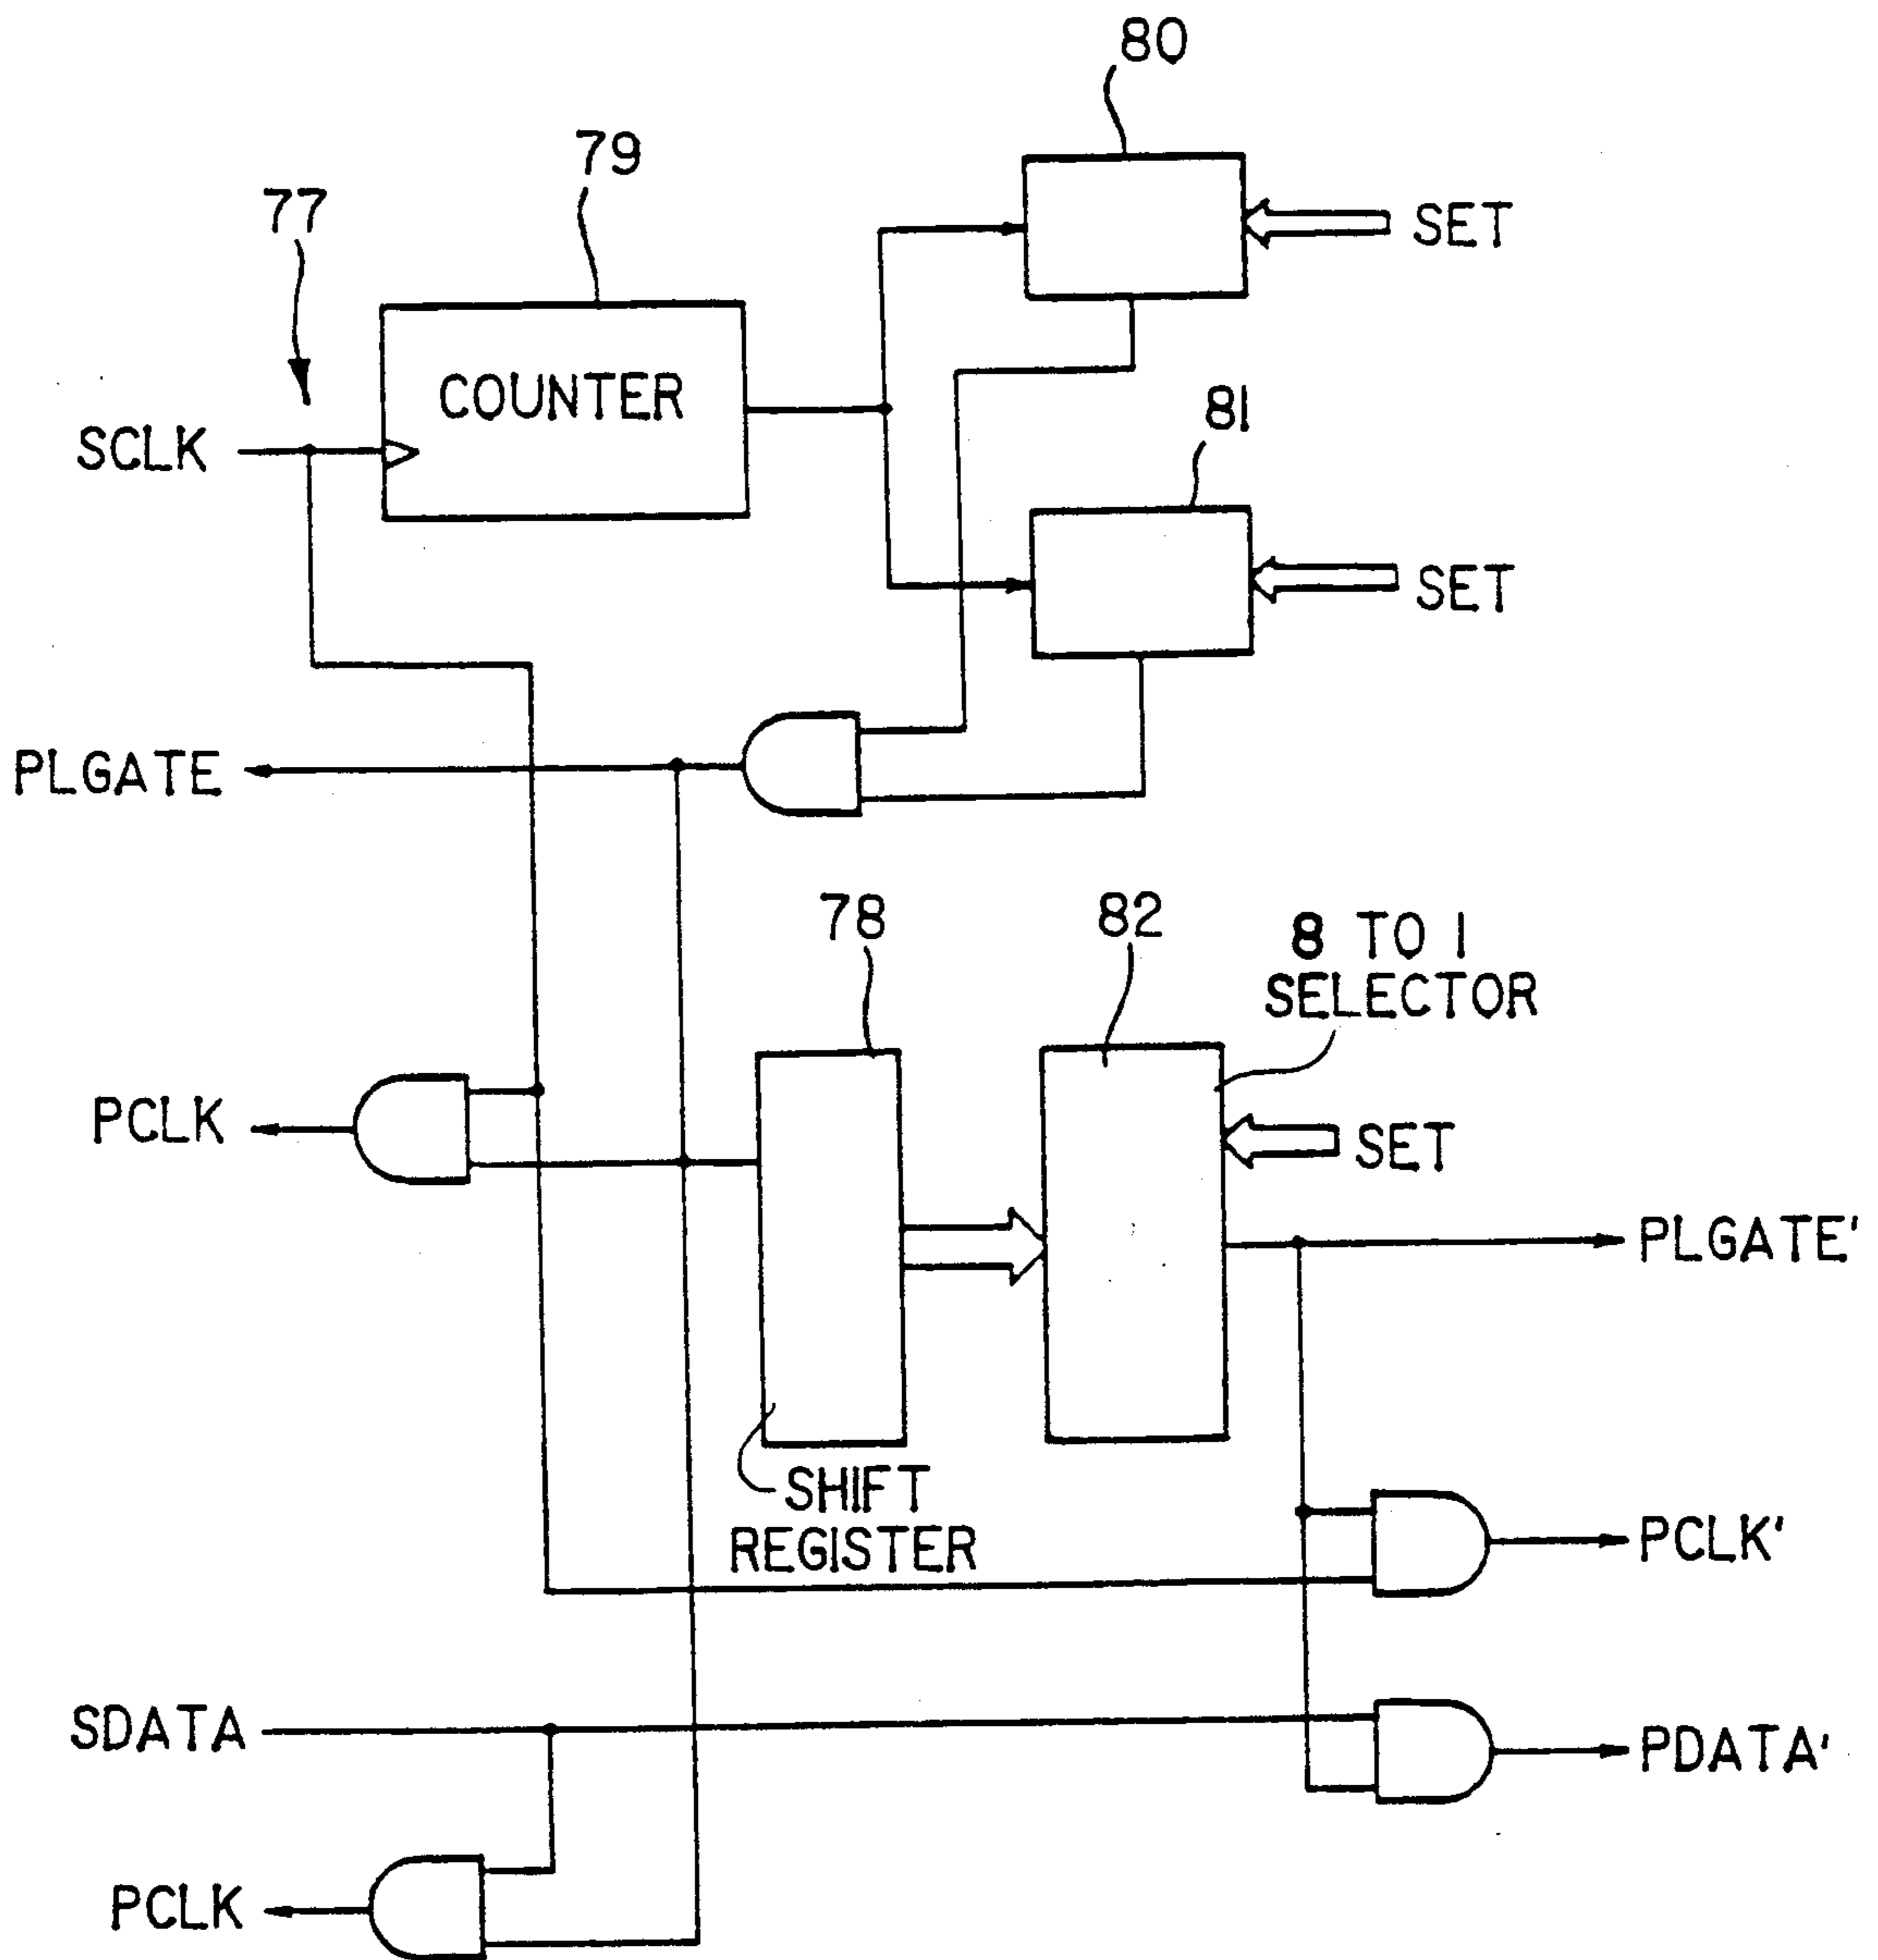 80
79
77
SET
COUNTER
81
SCLK
SET
PLGATE
78
82
8 TO 1
SELECTOR
PCLK
SET
PLGATE'
SHIFT
REGISTER
PCLK'
SDATA
PDATA'
PCLK